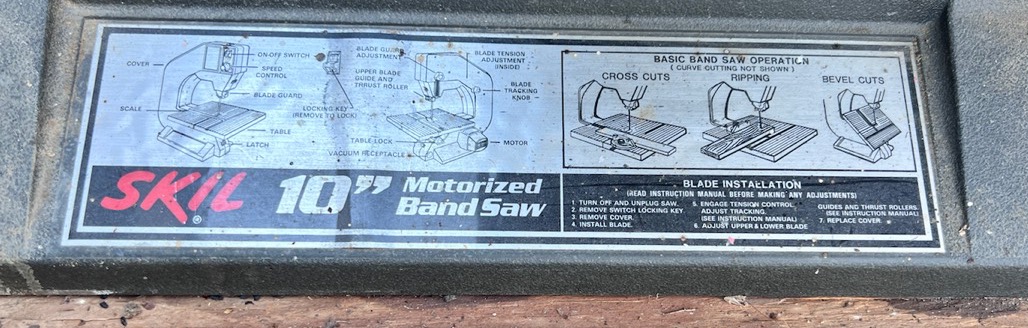 COVER
SCALE
ON-OFF SWITCH
SPEED
CONTROL
BLADE GUARD
TABLE
LATCH
BLADE GUARD
ADJUSTMENT
UPPER BLADE
GUIDE AND
THRUST ROLLER
LOCKING KEY
(REMOVE TO LOCK)
TABLE LOCK
VACUUM RECEPTACLE
BLADE TENSION
ADJUSTMENT
(INSIDE)
BLADE
TRACKING
KNOB
MOTOR
BASIC BAND SAW OPERATION
( CURVE CUTTING NOT SHOWN )
CROSS CUTS
RIPPING
BEVEL CUTS
SKIL®
10” Motorized
Band Saw
BLADE INSTALLATION
(READ INSTRUCTION MANUAL BEFORE MAKING ANY ADJUSTMENTS)
1. TURN OFF AND UNPLUG SAW.
2. REMOVE SWITCH LOCKING KEY.
3. REMOVE COVER.
4. INSTALL BLADE.
5. ENGAGE TENSION CONTROL
ADJUST TRACKING.
(SEE INSTRUCTION MANUAL)
6. ADJUST UPPER & LOWER BLADE
GUIDES AND THRUST ROLLERS.
(SEE INSTRUCTION MANUAL)
7. REPLACE COVER.